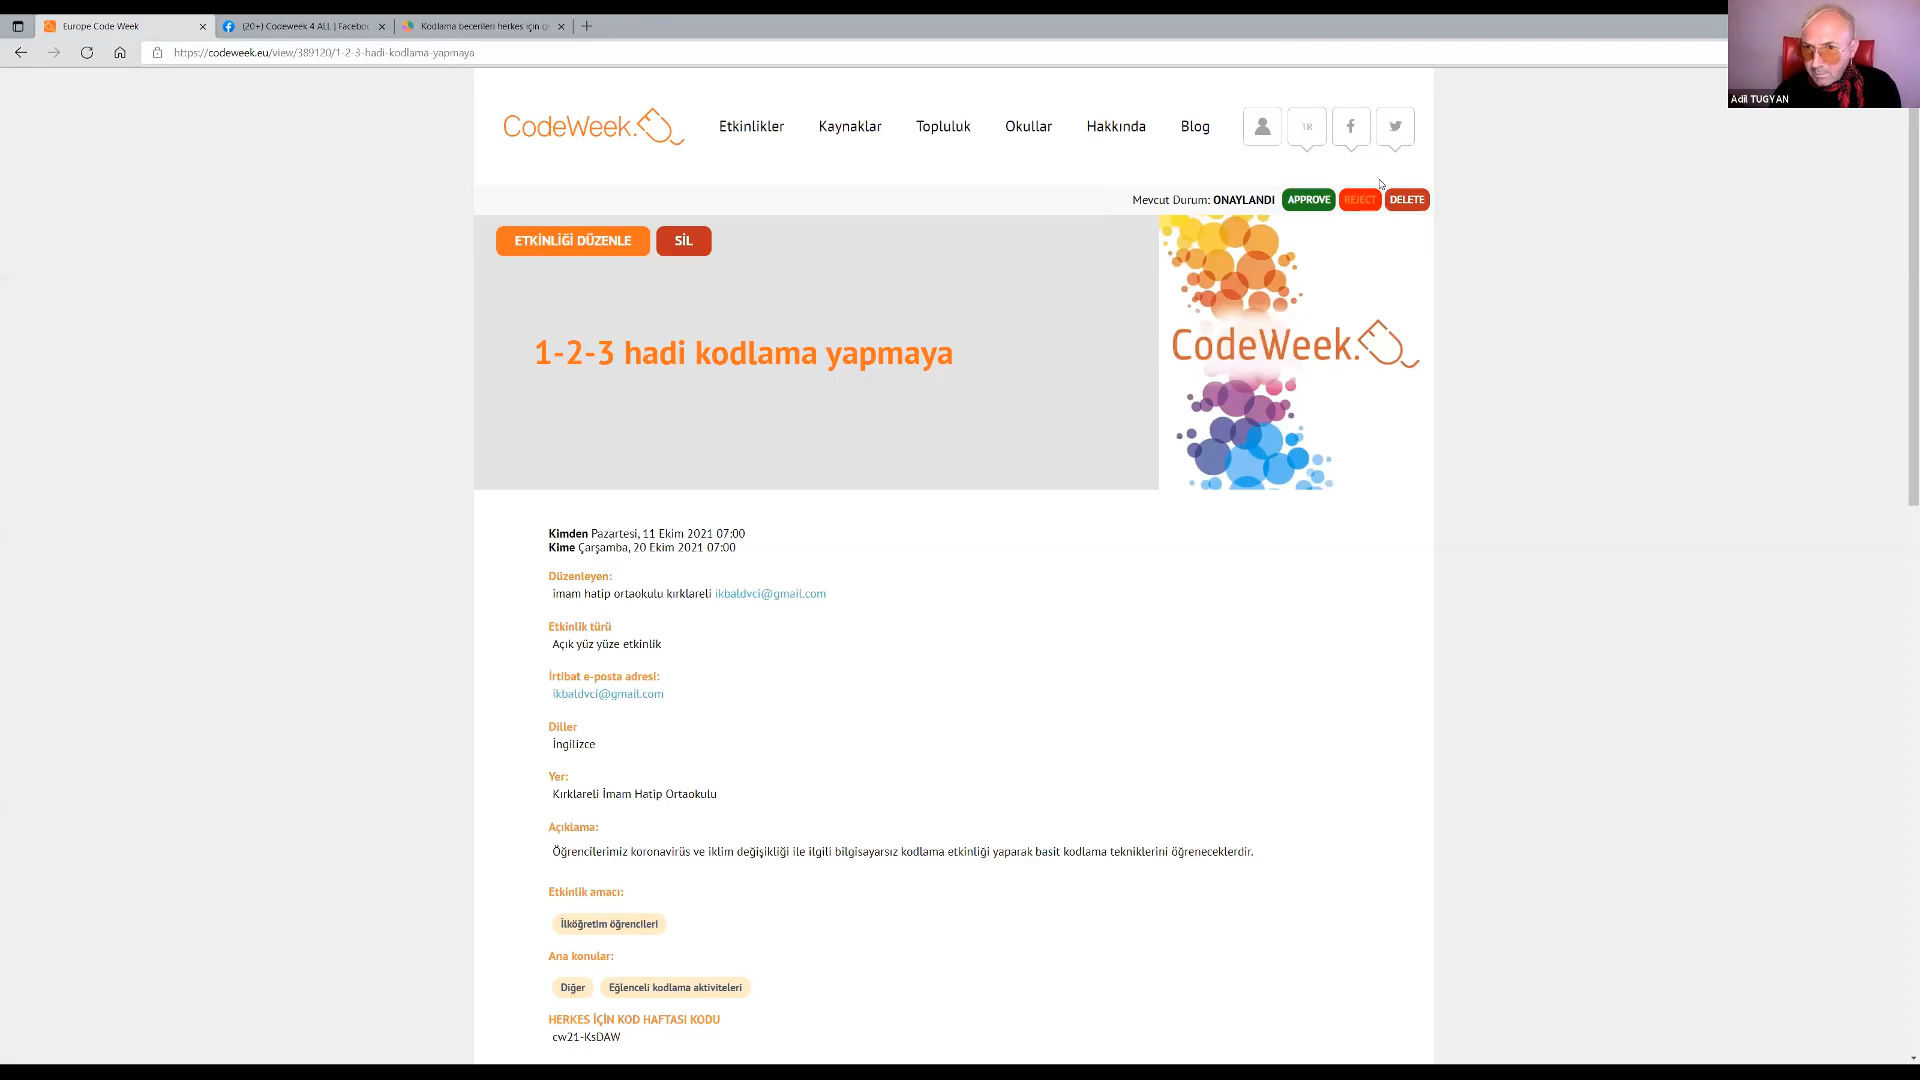 Europe Code Week
(20+) Codeweek 4 ALL | Facebo
Kodlama becerileri herkes için g
https://codeweek.eu/view/389120/1-2-3-hadi-kodlama-yapmaya
Adil TUGYAN
CodeWeek.
Etkinlikler
Kaynaklar
Topluluk
Okullar
Hakkında
Blog
TR
Mevcut Durum: ONAYLANDI
APPROVE
REJECT
DELETE
ETKİNLİĞİ DÜZENLE
SİL
1-2-3 hadi kodlama yapmaya
CodeWeek.
Kimden Pazartesi, 11 Ekim 2021 07:00
Kime Çarşamba, 20 Ekim 2021 07:00
Düzenleyen:
imam hatip ortaokulu kırklareli ikbaldvci@gmail.com
Etkinlik türü
Açık yüz yüze etkinlik
İrtibat e-posta adresi:
ikbaldvci@gmail.com
Diller
İngilizce
Yer:
Kırklareli İmam Hatip Ortaokulu
Açıklama:
Öğrencilerimiz koronavirüs ve iklim değişikliği ile ilgili bilgisayarsız kodlama etkinliği yaparak basit kodlama tekniklerini öğreneceklerdir.
Etkinlik amacı:
İlköğretim öğrencileri
Ana konular:
Diğer
Eğlenceli kodlama aktiviteleri
HERKES İÇİN KOD HAFTASI KODU
cw21-KsDAW